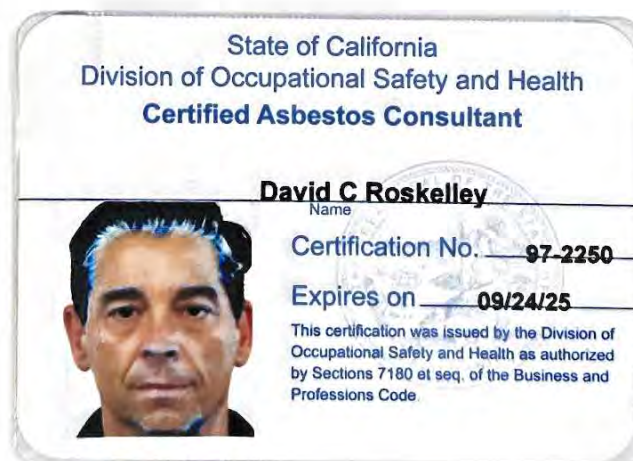 State of California
Division of Occupational Safety and Health
Certified Asbestos Consultant
David C Roskelley
Name
Certification No. 97-2250
Expires on 09/24/25
This certification was issued by the Division of
Occupational Safety and Health as authorized
by Sections 7180 et seq. of the Business and
Professions Code.